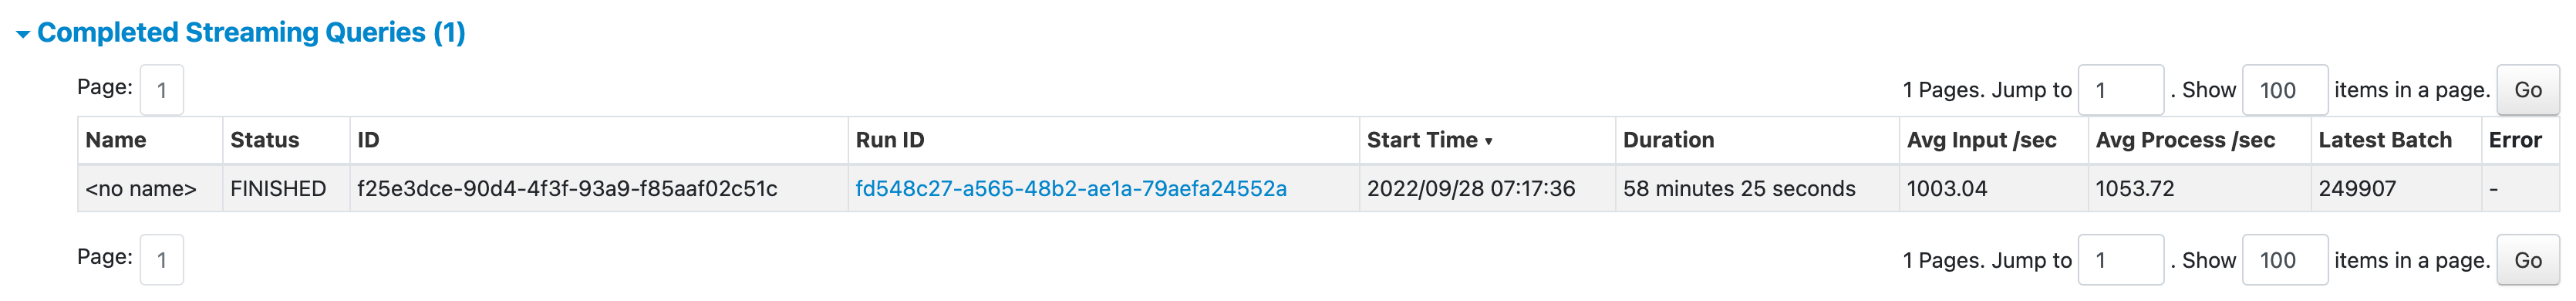 Completed Streaming Queries (1)
Page: 1
1 Pages. Jump to 1 . Show 100 items in a page. Go
Name Status ID Run ID Start Time ▾ Duration Avg Input /sec Avg Process /sec Latest Batch Error
<no name> FINISHED f25e3dce-90d4-4f3f-93a9-f85aaf02c51c fd548c27-a565-48b2-ae1a-79aefa24552a 2022/09/28 07:17:36 58 minutes 25 seconds 1003.04 1053.72 249907 -
Page: 1
1 Pages. Jump to 1 . Show 100 items in a page. Go